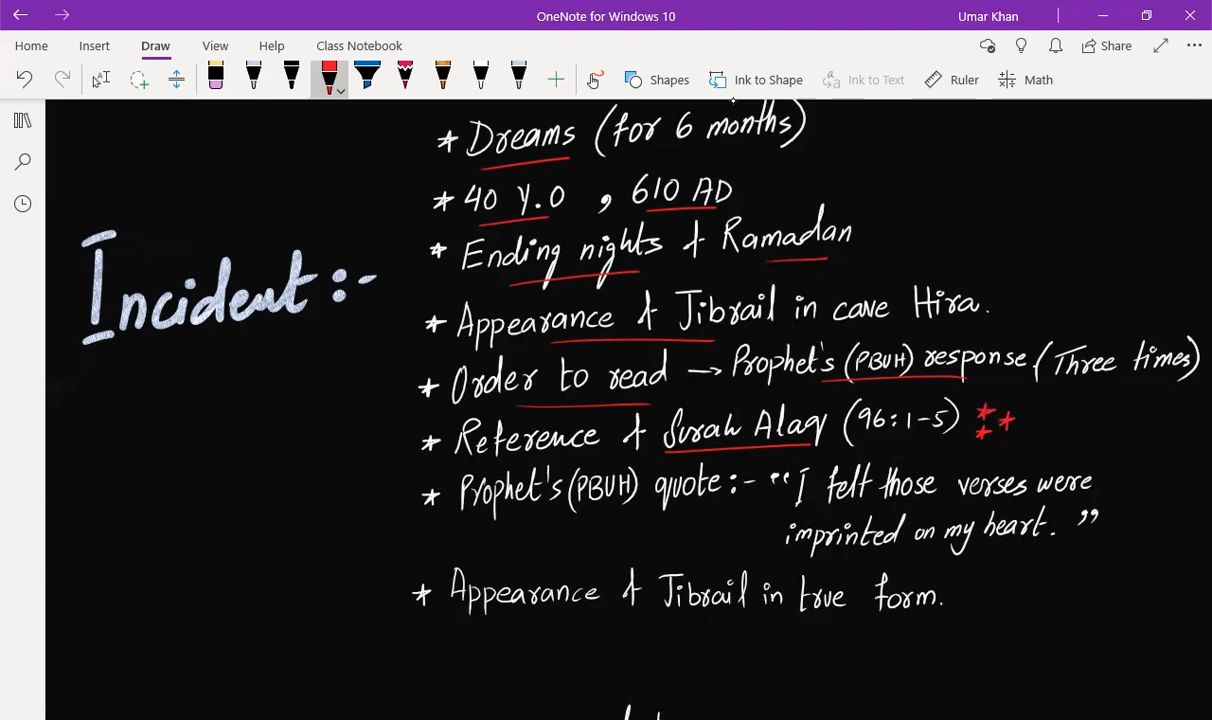 OneNote for Windows 10
Umar Khan
Home Insert Draw View Help Class Notebook
Share
Shapes Ink to Shape Ink to Text Ruler Math
* Dreams (for 6 months)
* 40 Y.O , 610 AD
* Ending nights of Ramadan
Incident :-
* Appearance of Jibrail in cave Hira.
* Order to read → Prophet's (PBUH) response (Three times)
* Reference of Surah Alaq (96:1-5) ***
* Prophet's (PBUH) quote :- "I felt those verses were
imprinted on my heart."
* Appearance of Jibrail in true form.